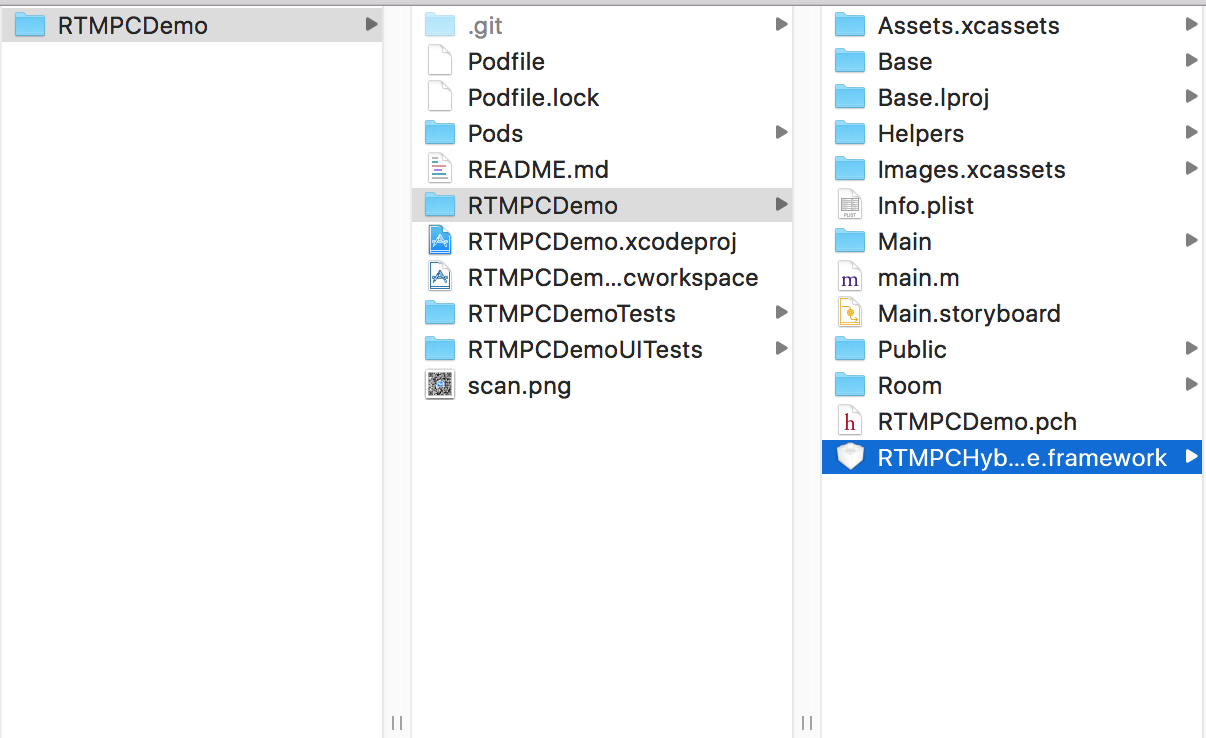 RTMPCDemo
.git
Podfile
Podfile.lock
Pods
README.md
RTMPCDemo
RTMPCDemo.xcodeproj
RTMPCDem...cworkspace
RTMPCDemoTests
RTMPCDemoUITests
scan.png
Assets.xcassets
Base
Base.lproj
Helpers
Images.xcassets
Info.plist
Main
main.m
Main.storyboard
Public
Room
RTMPCDemo.pch
RTMPCHyb...e.framework